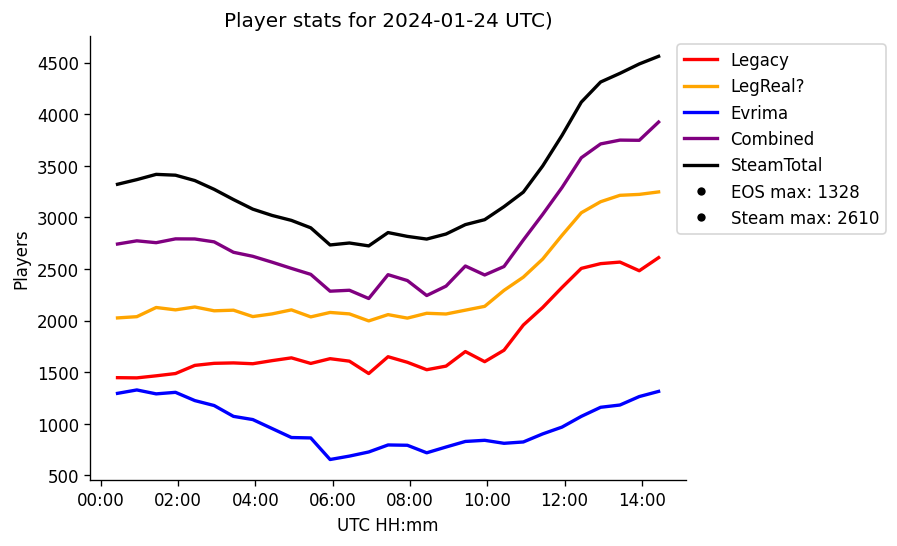 Player stats for 2024-01-24 UTC)
4500
4000
3500
3000
2500
2000
1500
1000
500
Players
00:00 02:00 04:00 06:00 08:00 10:00 12:00 14:00
UTC HH:mm
Legacy
LegReal?
Evrima
Combined
SteamTotal
EOS max: 1328
Steam max: 2610